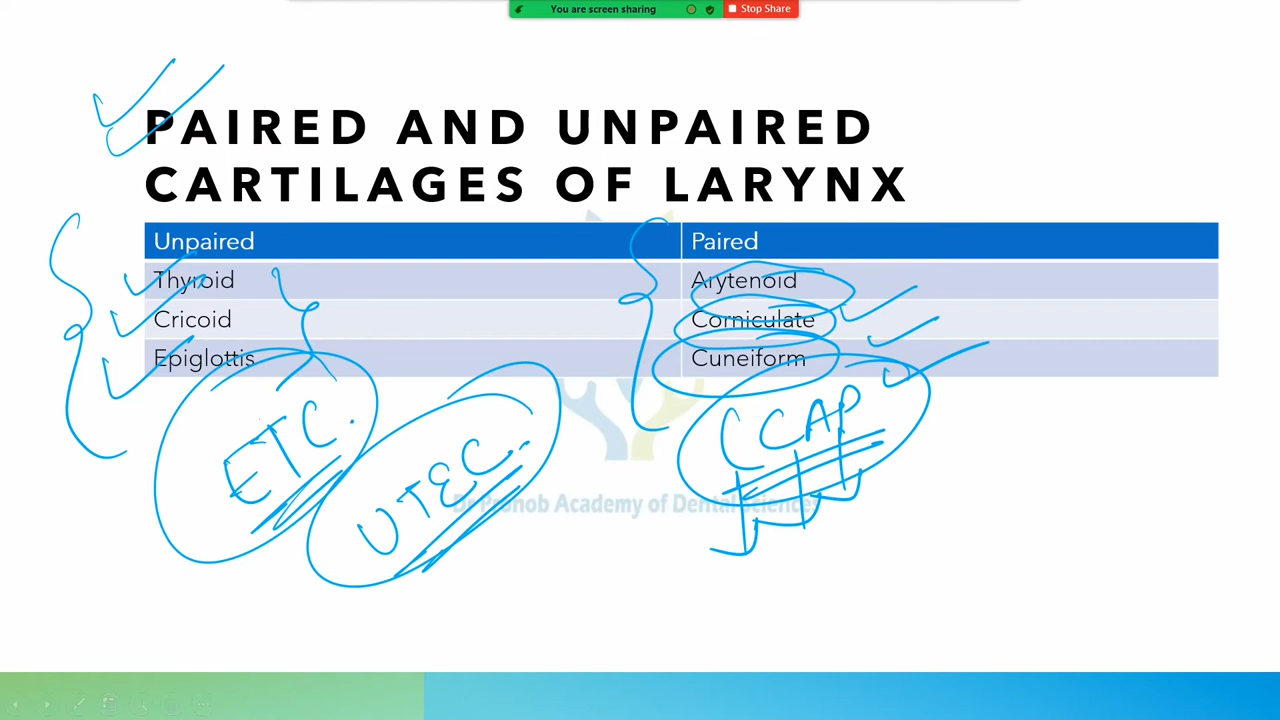 You are screen sharing Stop Share
PAIRED AND UNPAIRED
CARTILAGES OF LARYNX
Unpaired Paired
Thyroid Arytenoid
Cricoid Corniculate
Epiglottis Cuneiform
ETC.
UTEC.
CCAP
Dr Pronob Academy of Dental Sciences